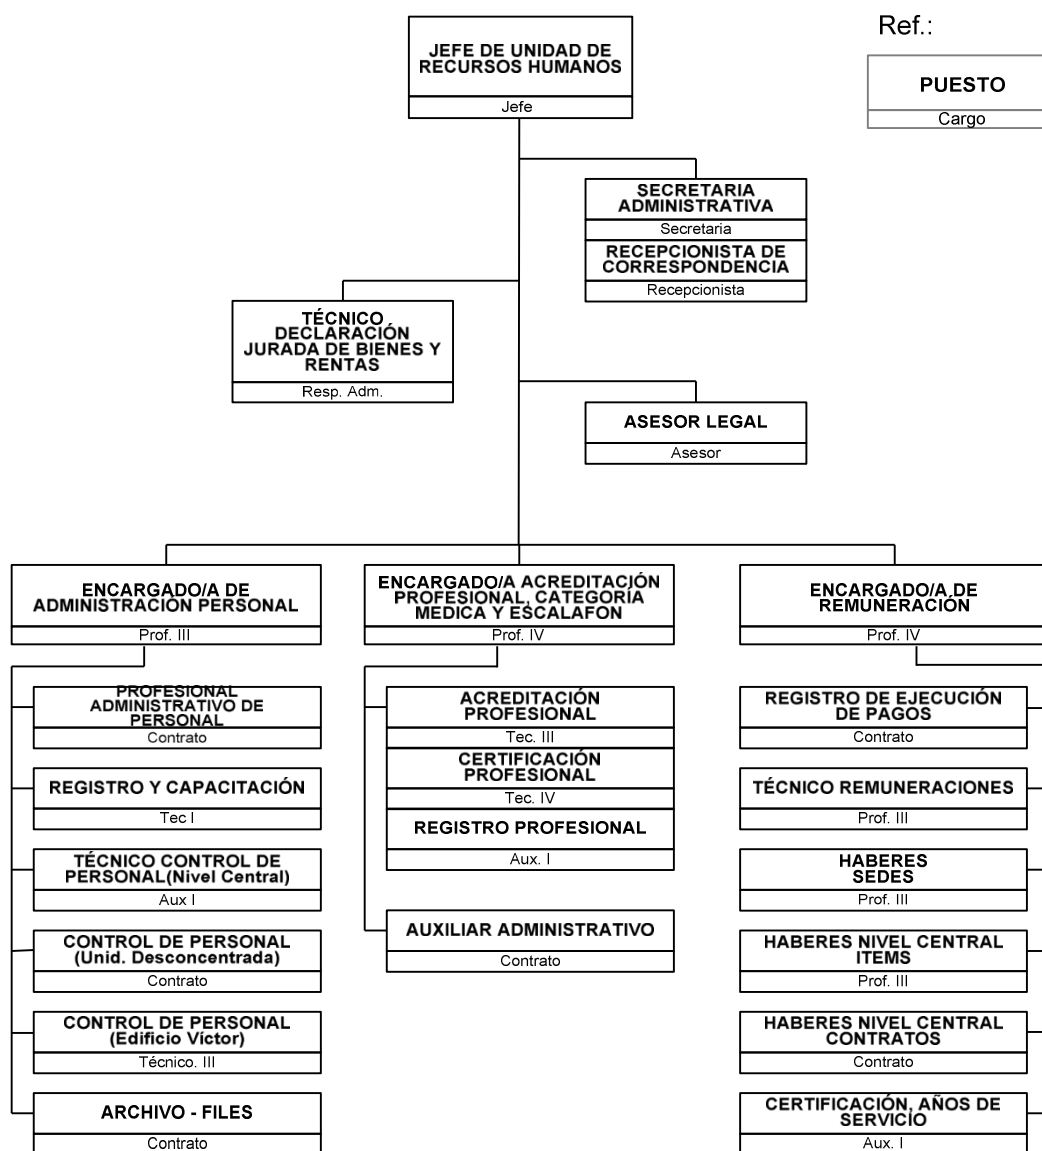 Ref.:
JEFE DE UNIDAD DE
RECURSOS HUMANOS
Jefe
PUESTO
Cargo
SECRETARIA
ADMINISTRATIVA
Secretaria
RECEPCIONISTA DE
CORRESPONDENCIA
Recepcionista
TÉCNICO
DECLARACIÓN
JURADA DE BIENES Y
RENTAS
Resp. Adm.
ASESOR LEGAL
Asesor
ENCARGADO/A DE
ADMINISTRACIÓN PERSONAL
Prof. III
PROFESIONAL
ADMINISTRATIVO DE
PERSONAL
Contrato
REGISTRO Y CAPACITACIÓN
Tec I
TÉCNICO CONTROL DE
PERSONAL(Nivel Central)
Aux I
CONTROL DE PERSONAL
(Unid. Desconcentrada)
Contrato
CONTROL DE PERSONAL
(Edificio Víctor)
Técnico. III
ARCHIVO - FILES
Contrato
ENCARGADO/A ACREDITACIÓN
PROFESIONAL, CATEGORÍA
MEDICA Y ESCALAFON
Prof. IV
ACREDITACIÓN
PROFESIONAL
Tec. III
CERTIFICACIÓN
PROFESIONAL
Tec. IV
REGISTRO PROFESIONAL
Aux. I
AUXILIAR ADMINISTRATIVO
Contrato
ENCARGADO/A DE
REMUNERACIÓN
Prof. IV
REGISTRO DE EJECUCIÓN
DE PAGOS
Contrato
TÉCNICO REMUNERACIONES
Prof. III
HABERES
SEDES
Prof. III
HABERES NIVEL CENTRAL
ITEMS
Prof. III
HABERES NIVEL CENTRAL
CONTRATOS
Contrato
CERTIFICACIÓN, AÑOS DE
SERVICIO
Aux. I